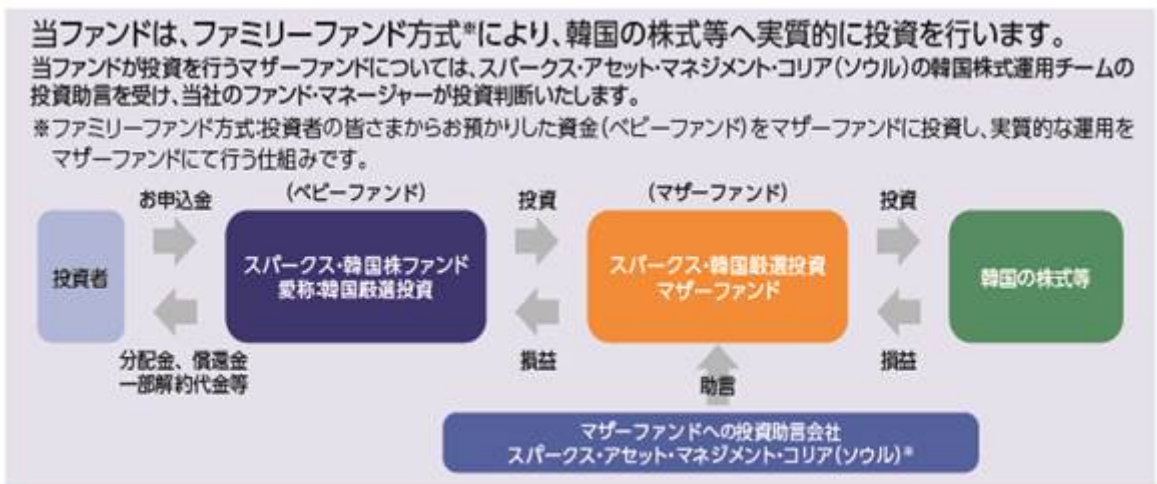 当ファンドは、ファミリーファンド方式※により、韓国の株式等へ実質的に投資を行います。
当ファンドが投資を行うマザーファンドについては、スパークス・アセット・マネジメント・コリア(ソウル)の韓国株式運用チームの
投資助言を受け、当社のファンド・マネージャーが投資判断いたします。
※ファミリーファンド方式:投資者の皆さまからお預かりした資金(ベビーファンド)をマザーファンドに投資し、実質的な運用を
マザーファンドにて行う仕組みです。
お申込金
(ベビーファンド)
投資
(マザーファンド)
投資
投資者
スパークス・韓国株ファンド
愛称:韓国厳選投資
スパークス・韓国厳選投資
マザーファンド
韓国の株式等
分配金、償還金
一部解約代金等
損益
助言
損益
マザーファンドへの投資助言会社
スパークス・アセット・マネジメント・コリア(ソウル)※